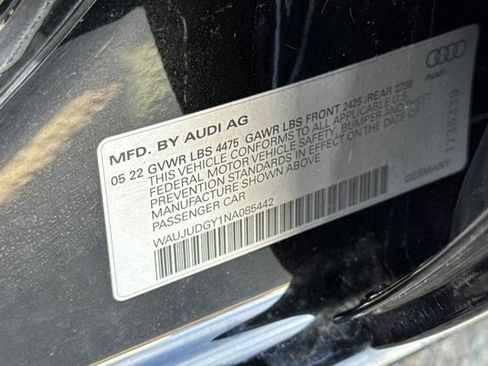 Audi
MFD. BY AUDI AG
05 22 GVWR LBS 4475 GAWR LBS FRONT 2425 /REAR 2238
THIS VEHICLE CONFORMS TO ALL APPLICABLE U.S.
FEDERAL MOTOR VEHICLE SAFETY, BUMPER AND THEFT
PREVENTION STANDARDS IN EFFECT ON THE DATE OF
MANUFACTURE SHOWN ABOVE.
PASSENGER CAR
WAUJUDGY1NA085442
GERMANY